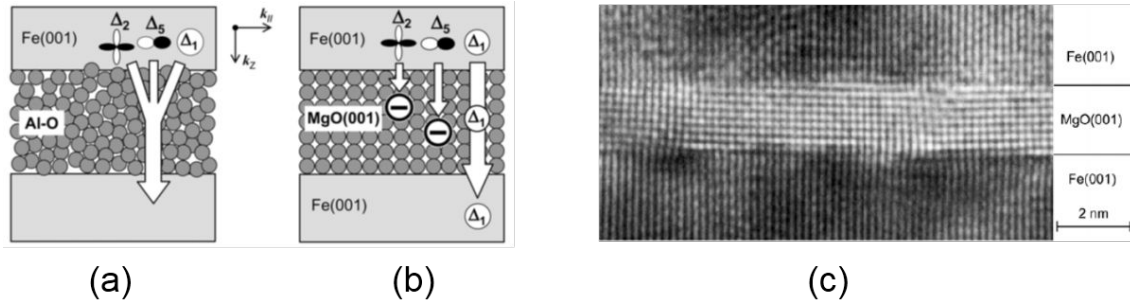 Fe(001)
Δ2
Δ5
Δ1
k//
kz
Al-O
(a)
Fe(001)
Δ2
Δ5
Δ1
MgO(001)
Δ1
Fe(001)
Δ1
(b)
Fe(001)
MgO(001)
Fe(001)
2 nm
(c)